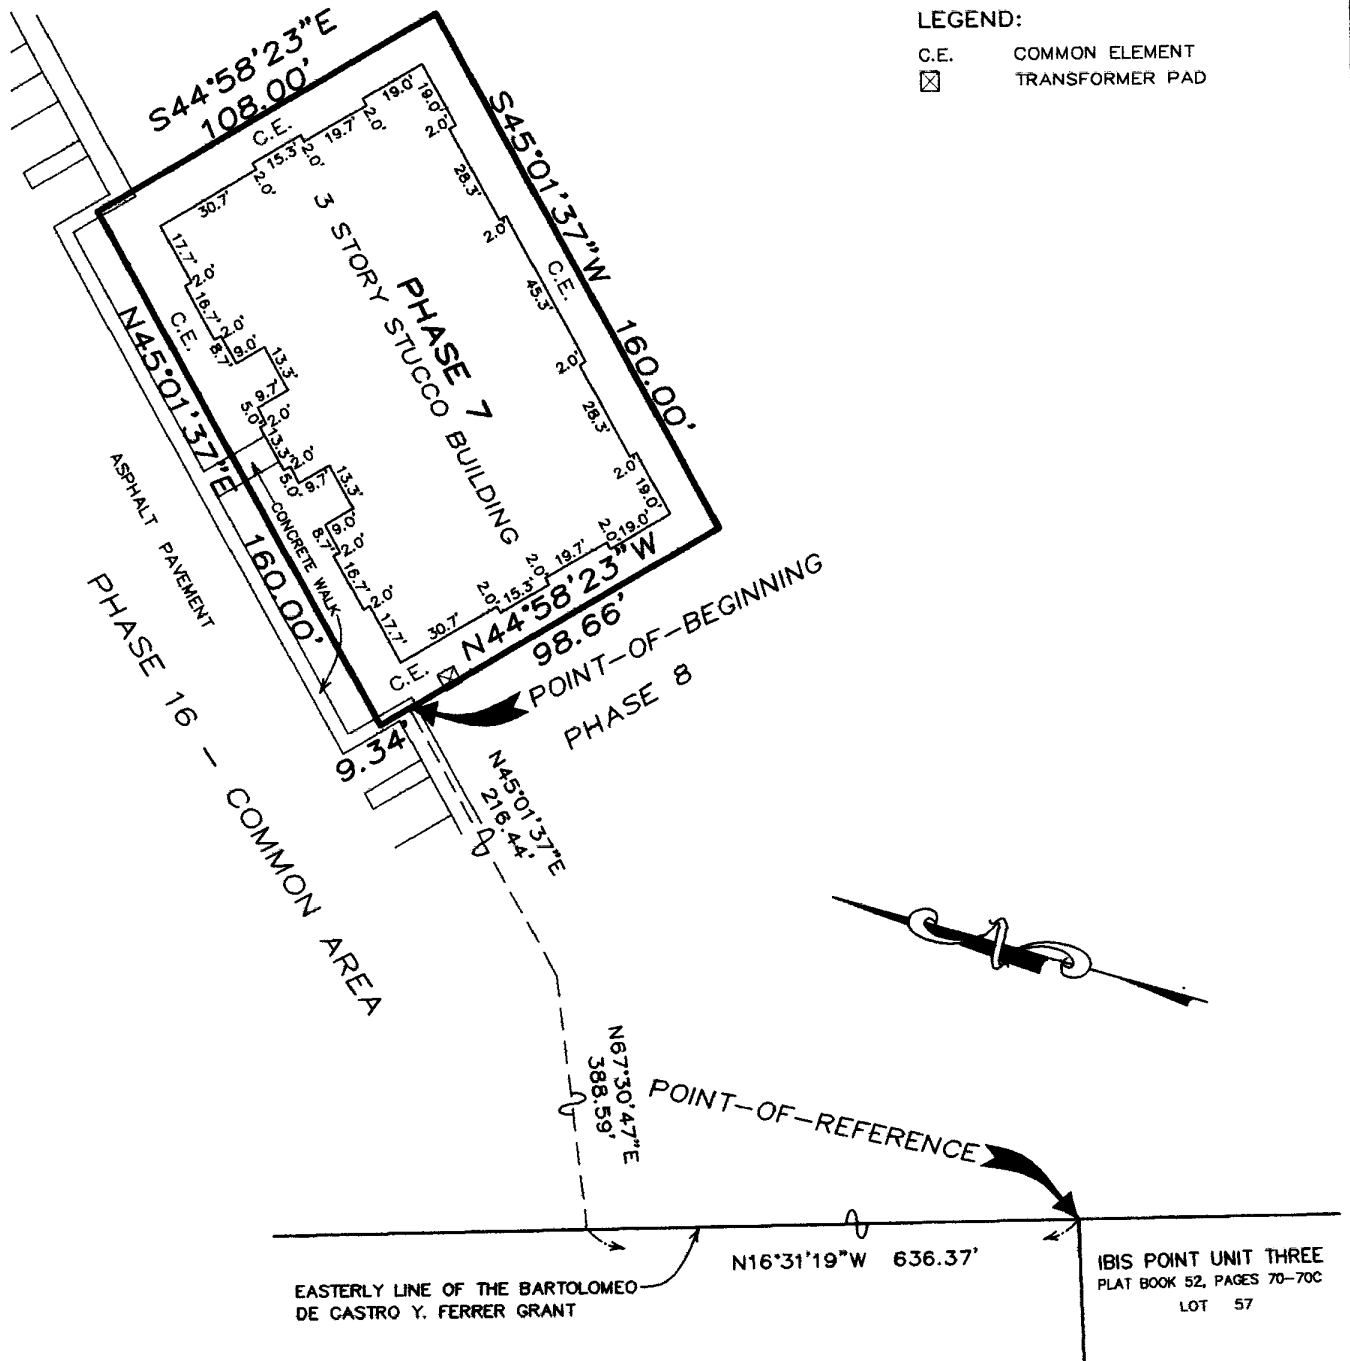 LEGEND:
C.E. COMMON ELEMENT
TRANSFORMER PAD
S44°58'23"E
108.00'
S45°01'37"W 160.00'
C.E.
30.7'
2.0'
15.3'
2.0'
19.7'
2.0'
19.0'
19.0'
2.0'
28.3'
2.0'
C.E.
45.3'
2.0'
28.3'
2.0'
19.0'
19.0'
2.0'
19.7'
2.0'
15.3'
2.0'
30.7'
17.7'
2.0'
16.7'
2.0'
8.7'
9.0'
13.3'
9.7'
5.0'
2.0'
13.3'
2.0'
5.0'
9.7'
13.3'
9.0'
8.7'
2.0'
16.7'
2.0'
17.7'
C.E.
C.E.
PHASE 7
3 STORY STUCCO BUILDING
N45°01'37"E 160.00'
CONCRETE WALK
ASPHALT PAVEMENT
PHASE 16 - COMMON AREA
N44°58'23"W
98.66'
9.34'
POINT-OF-BEGINNING
PHASE 8
N45°01'37"E
216.44'
N67°30'47"E
388.59'
POINT-OF-REFERENCE
N16°31'19"W 636.37'
EASTERLY LINE OF THE BARTOLOMEO
DE CASTRO Y. FERRER GRANT
IBIS POINT UNIT THREE
PLAT BOOK 52, PAGES 70-70C
LOT 57